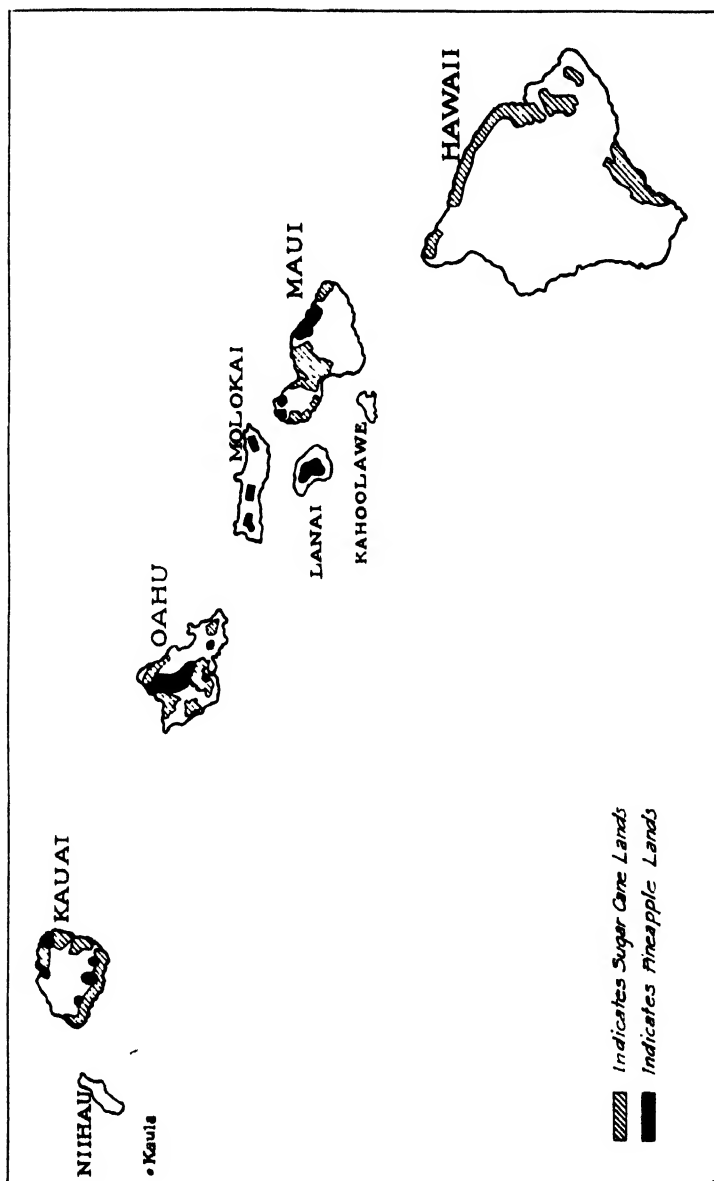 NIIHAU
• Kaula
KAUAI
OAHU
MOLOKAI
LANAI
KAHOOLAWE
MAUI
HAWAII
Indicates Sugar Cane Lands
Indicates Pineapple Lands